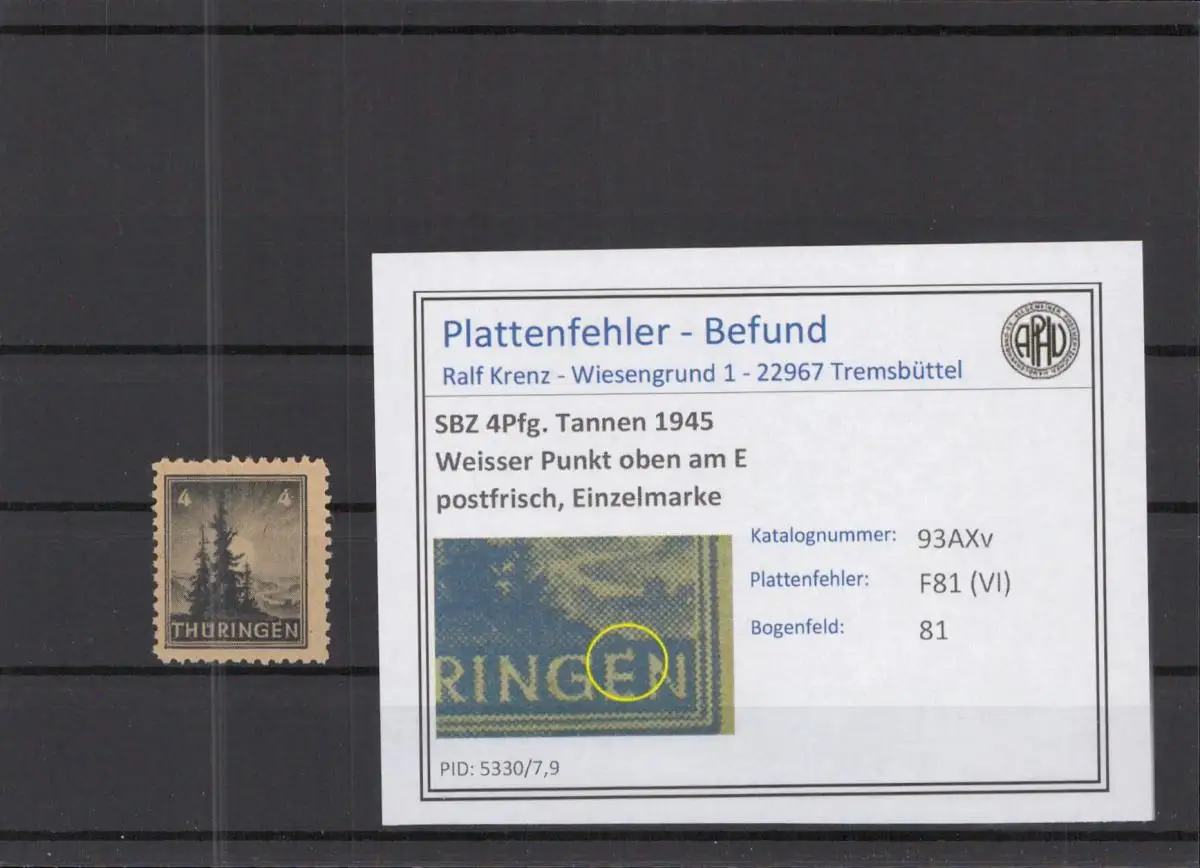 4 4
THÜRINGEN
Plattenfehler - Befund
Ralf Krenz - Wiesengrund 1 - 22967 Tremsbüttel
APHV
SBZ 4Pfg. Tannen 1945
Weisser Punkt oben am E
postfrisch, Einzelmarke
RINGEN
Katalognummer: 93AXv
Plattenfehler: F81 (VI)
Bogenfeld: 81
PID: 5330/7,9